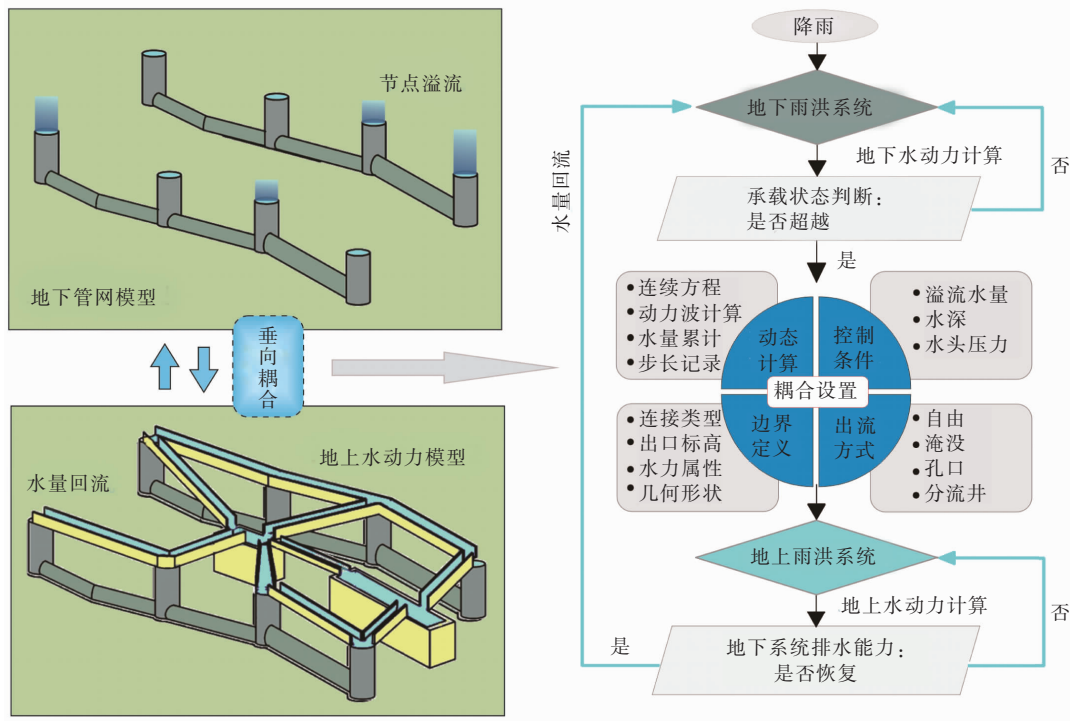 节点溢流
地下管网模型
垂向耦合
水量回流
地上水动力模型
降雨
地下雨洪系统
地下水动力计算
否
水量回流
承载状态判断：
是否超越
是
•连续方程
•动力波计算
•水量累计
•步长记录
动态
计算
控制
条件
•溢流水量
•水深
•水头压力
耦合设置
•连接类型
•出口标高
•水力属性
•几何形状
边界
定义
出流
方式
•自由
•淹没
•孔口
•分流井
地上雨洪系统
地上水动力计算
否
是
地下系统排水能力：
是否恢复